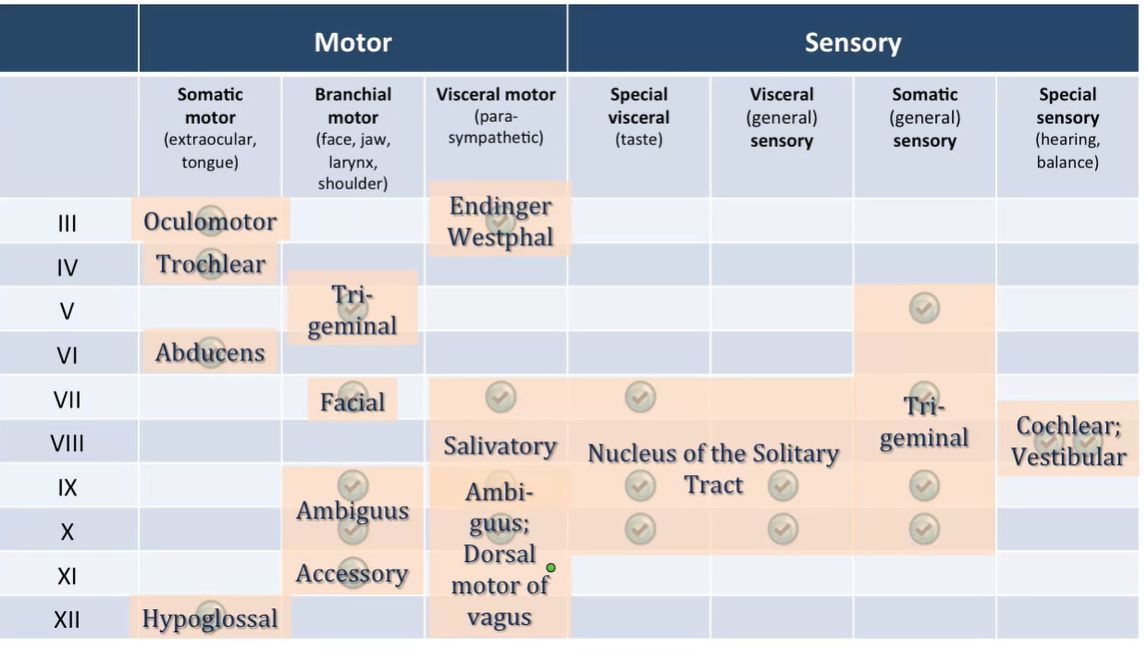 Motor
Sensory
Somatic
motor
(extraocular,
tongue)
Branchial
motor
(face, jaw,
larynx,
shoulder)
Visceral motor
(para-
sympathetic)
Special
visceral
(taste)
Visceral
(general)
sensory
Somatic
(general)
sensory
Special
sensory
(hearing,
balance)
III
Oculomotor
Endinger
Westphal
IV
Trochlear
V
Tri-
geminal
VI
Abducens
VII
Facial
Tri-
geminal
VIII
Salivatory
Nucleus of the Solitary
Tract
Cochlear;
Vestibular
IX
Ambiguus
Ambi-
guus;
Dorsal
motor of
vagus
X
XI
Accessory
XII
Hypoglossal